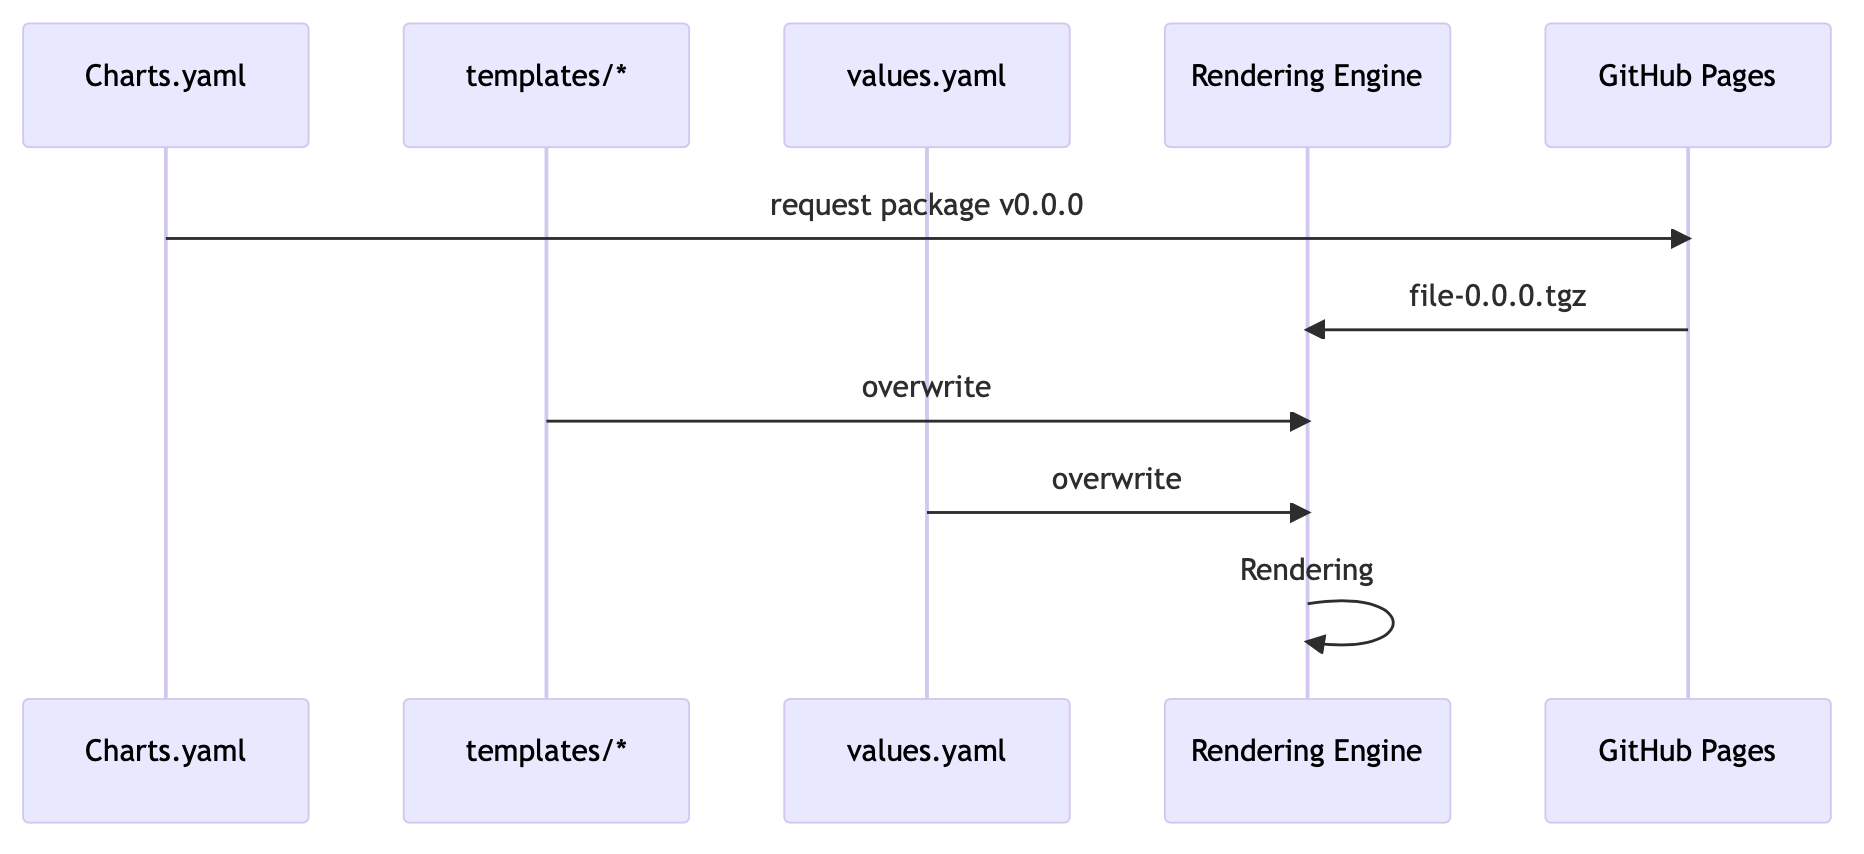 Charts.yaml
templates/*
values.yaml
Rendering Engine
GitHub Pages
request package v0.0.0
file-0.0.0.tgz
overwrite
overwrite
Rendering
Charts.yaml
templates/*
values.yaml
Rendering Engine
GitHub Pages